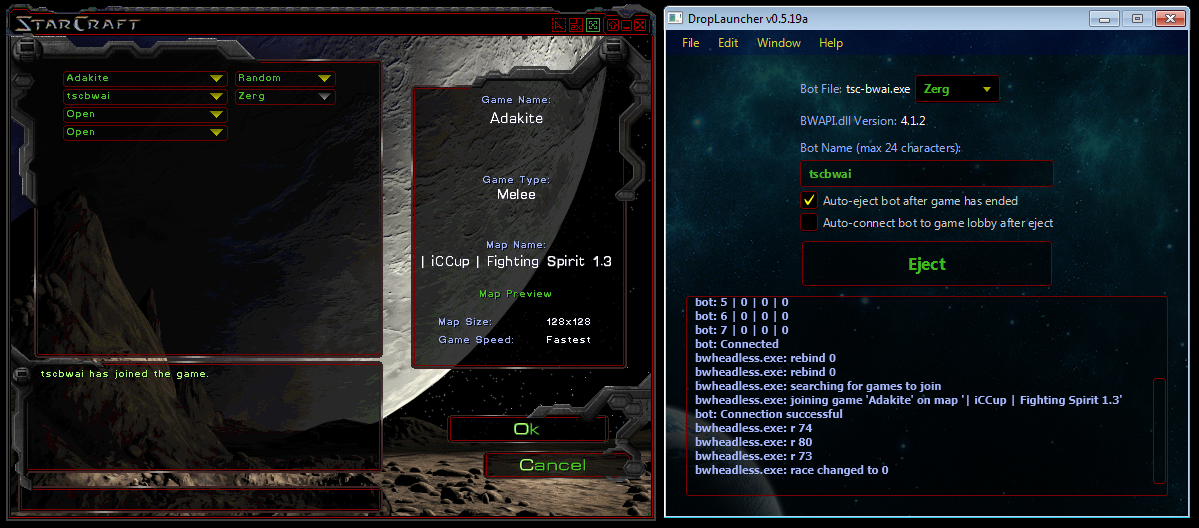 STARCRAFT
Adakite
Random
tscbwai
Zerg
Open
Open
Game Name:
Adakite
Game Type:
Melee
Map Name:
| iCCup | Fighting Spirit 1.3
Map Preview
Map Size: 128x128
Game Speed: Fastest
tscbwai has joined the game.
Ok
Cancel
DropLauncher v0.5.19a
File Edit Window Help
Bot File: tsc-bwai.exe Zerg
BWAPI.dll Version: 4.1.2
Bot Name (max 24 characters):
tscbwai
Auto-eject bot after game has ended
Auto-connect bot to game lobby after eject
Eject
bot: 5 | 0 | 0 | 0
bot: 6 | 0 | 0 | 0
bot: 7 | 0 | 0 | 0
bot: Connected
bwheadless.exe: rebind 0
bwheadless.exe: rebind 0
bwheadless.exe: searching for games to join
bwheadless.exe: joining game 'Adakite' on map '| iCCup | Fighting Spirit 1.3'
bot: Connection successful
bwheadless.exe: r 74
bwheadless.exe: r 80
bwheadless.exe: r 73
bwheadless.exe: race changed to 0